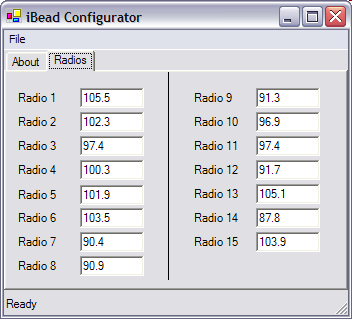 iBead Configurator
File
About Radios
Radio 1 105.5
Radio 2 102.3
Radio 3 97.4
Radio 4 100.3
Radio 5 101.9
Radio 6 103.5
Radio 7 90.4
Radio 8 90.9
Radio 9 91.3
Radio 10 96.9
Radio 11 97.4
Radio 12 91.7
Radio 13 105.1
Radio 14 87.8
Radio 15 103.9
Ready